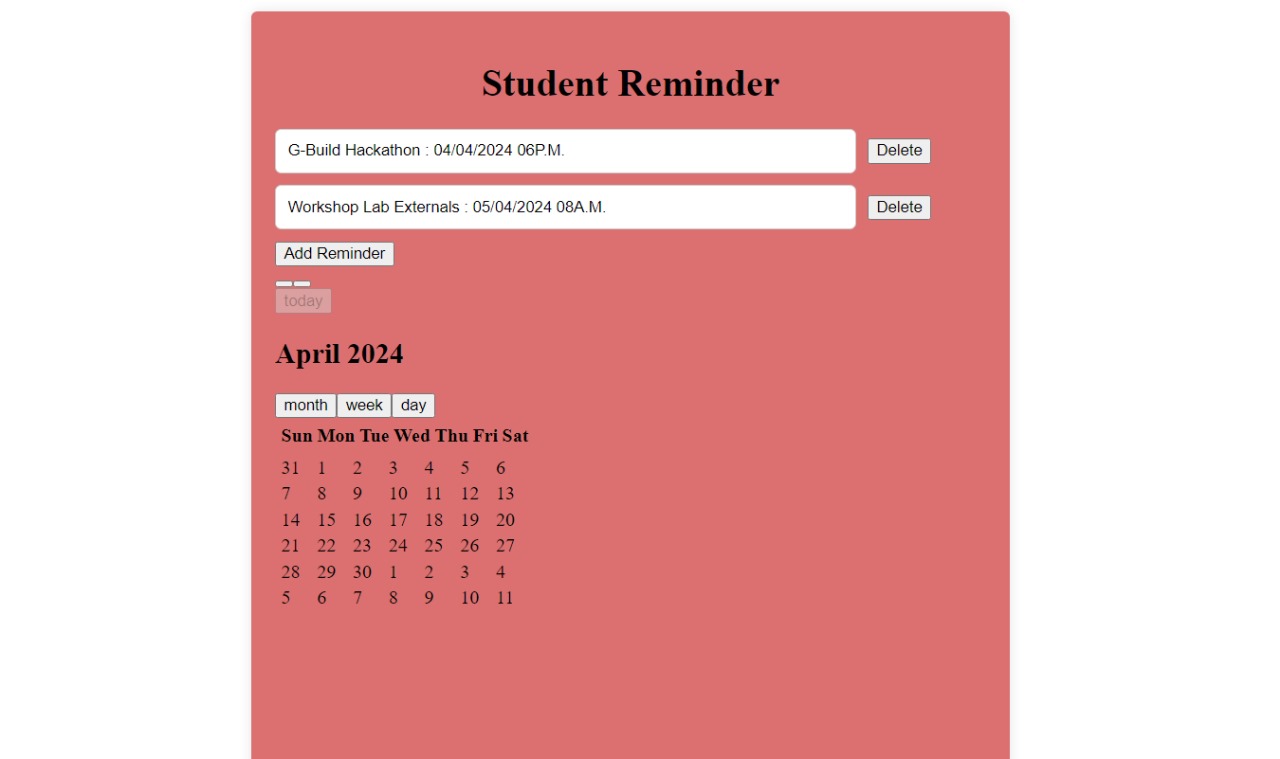 Student Reminder
G-Build Hackathon : 04/04/2024 06P.M. Delete
Workshop Lab Externals : 05/04/2024 08A.M. Delete
Add Reminder
today
April 2024
month week day
Sun Mon Tue Wed Thu Fri Sat
31 1 2 3 4 5 6
7 8 9 10 11 12 13
14 15 16 17 18 19 20
21 22 23 24 25 26 27
28 29 30 1 2 3 4
5 6 7 8 9 10 11